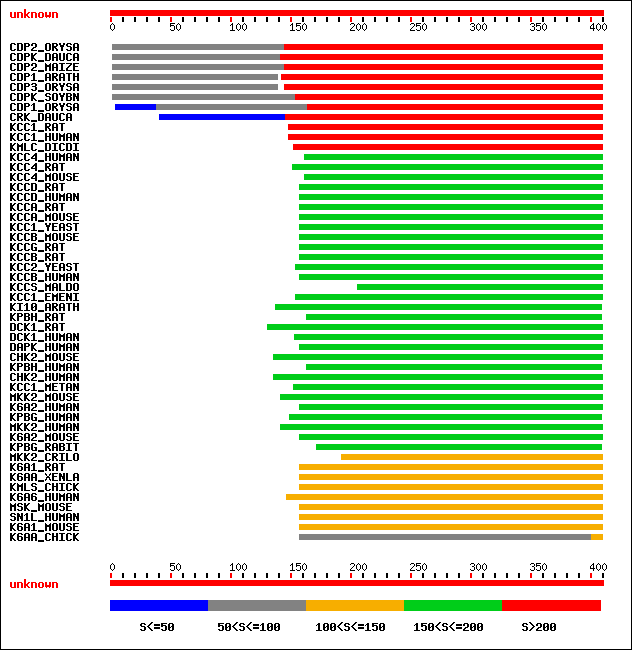 unknown
0 50 100 150 200 250 300 350 400
CDP2_ORYSA
CDPK_DAUCA
CDP2_MAIZE
CDP1_ARATH
CDP3_ORYSA
CDPK_SOYBN
CDP1_ORYSA
CRK_DAUCA
KCC1_RAT
KCC1_HUMAN
KMLC_DICDI
KCC4_HUMAN
KCC4_RAT
KCC4_MOUSE
KCCD_RAT
KCCD_HUMAN
KCCA_RAT
KCCA_MOUSE
KCC1_YEAST
KCCB_MOUSE
KCCG_RAT
KCCB_RAT
KCC2_YEAST
KCCB_HUMAN
KCCS_MALDO
KCC1_EMENI
KI10_ARATH
KPBH_RAT
DCK1_RAT
DCK1_HUMAN
DAPK_HUMAN
CHK2_MOUSE
KPBH_HUMAN
CHK2_HUMAN
KCC1_METAN
MKK2_MOUSE
K6A2_HUMAN
KPBG_HUMAN
MKK2_HUMAN
K6A2_MOUSE
KPBG_RABIT
MKK2_CRILO
K6A1_RAT
K6AA_XENLA
KMLS_CHICK
K6A6_HUMAN
MSK_MOUSE
SN1L_HUMAN
K6A1_MOUSE
K6AA_CHICK
0 50 100 150 200 250 300 350 400
unknown
S<=50 50<S<=100 100<S<=150 150<S<=200 S>200